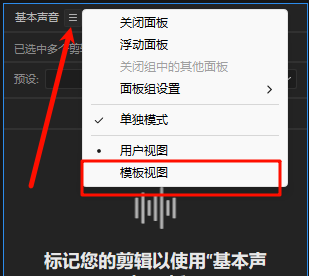 基本声音
关闭面板
浮动面板
已选中多个剪
关闭组中的其他面板
预设:
面板组设置
单独模式
用户视图
模板视图
标记您的剪辑以使用“基本声